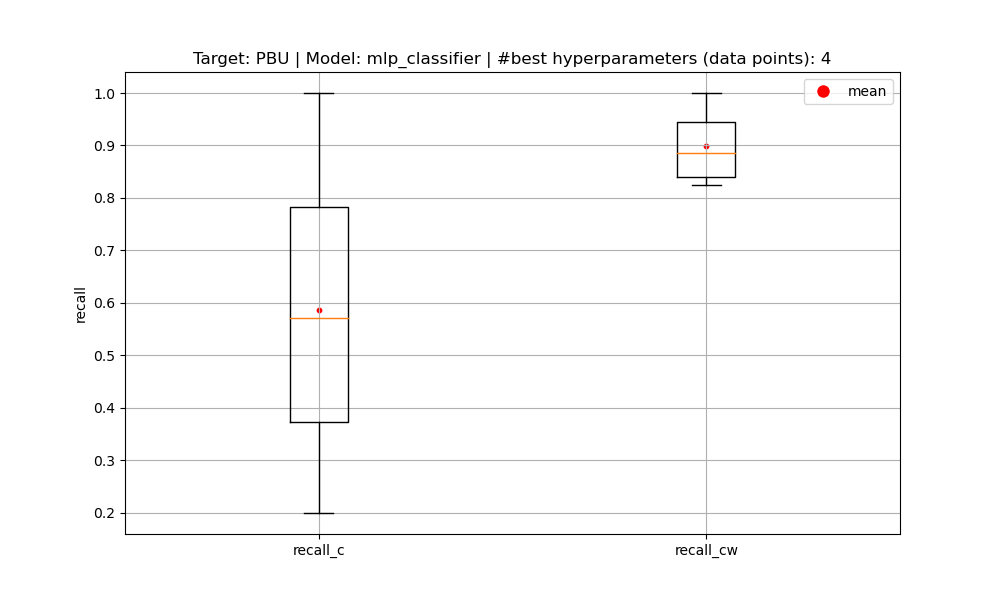 Target: PBU | Model: mlp_classifier | #best hyperparameters (data points): 4
mean
1.0
0.9
0.8
0.7
0.6
0.5
0.4
0.3
0.2
recall
recall_c
recall_cw